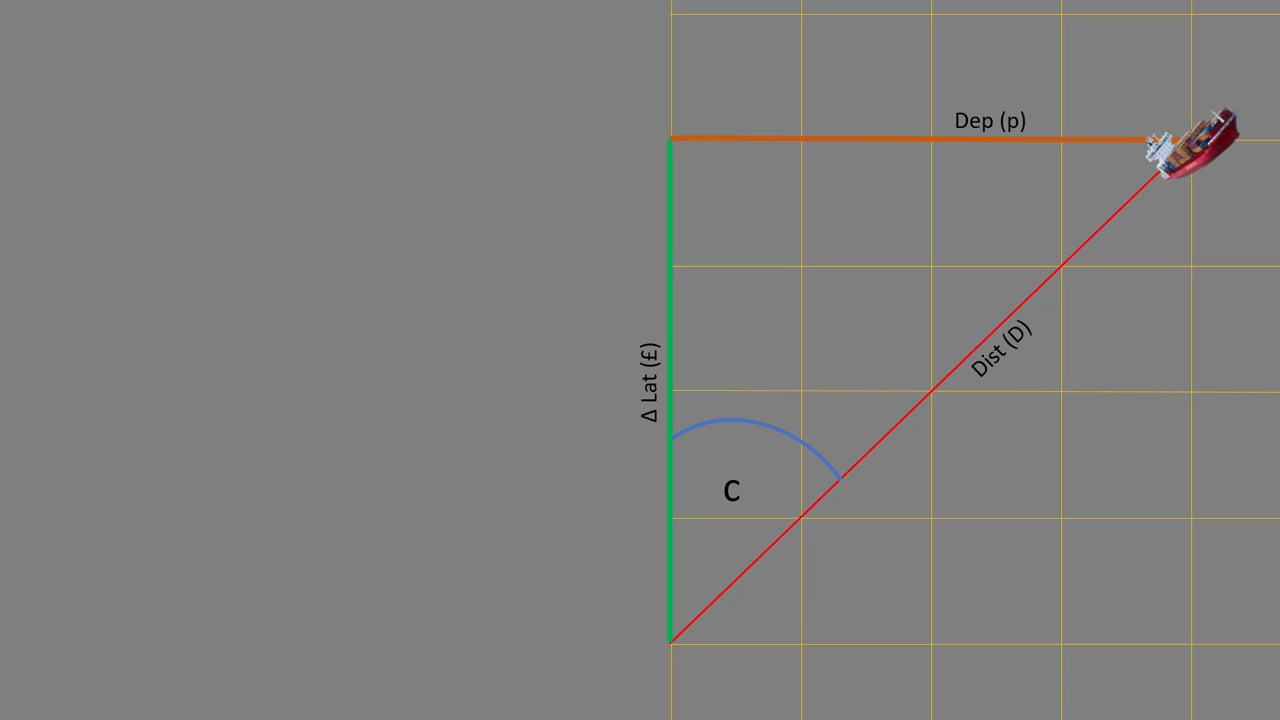 Dep (p)
Δ Lat (£)
Dist (D)
C